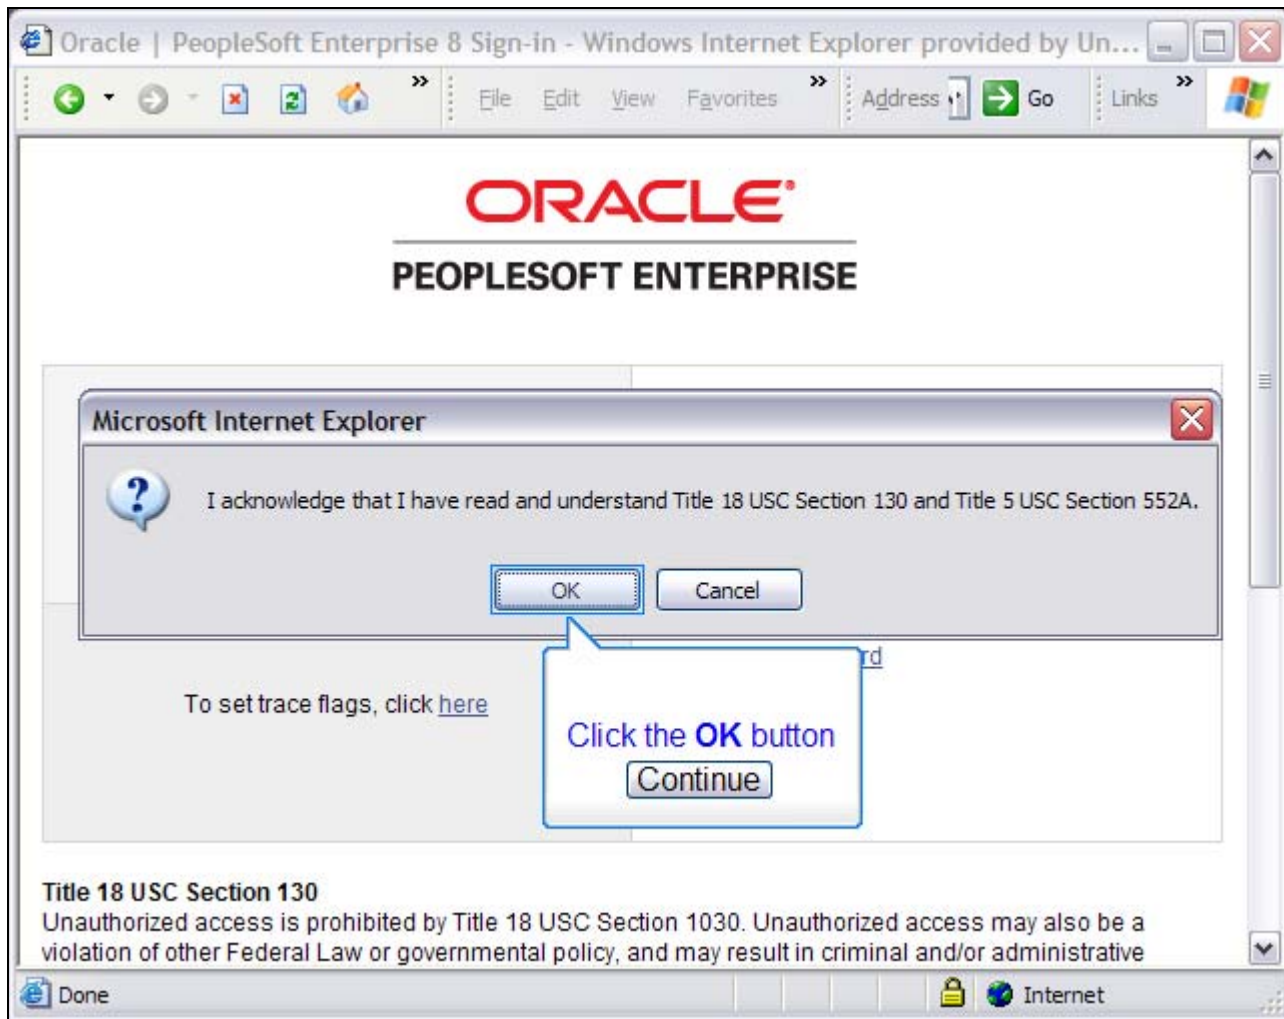 Oracle | PeopleSoft Enterprise 8 Sign-in - Windows Internet Explorer provided by Un...
» File Edit View Favorites » Address Go Links »
ORACLE®
PEOPLESOFT ENTERPRISE
Microsoft Internet Explorer
I acknowledge that I have read and understand Title 18 USC Section 130 and Title 5 USC Section 552A.
OK Cancel
rd
To set trace flags, click here
Click the OK button
Continue
Title 18 USC Section 130
Unauthorized access is prohibited by Title 18 USC Section 1030. Unauthorized access may also be a
violation of other Federal Law or governmental policy, and may result in criminal and/or administrative
Done Internet